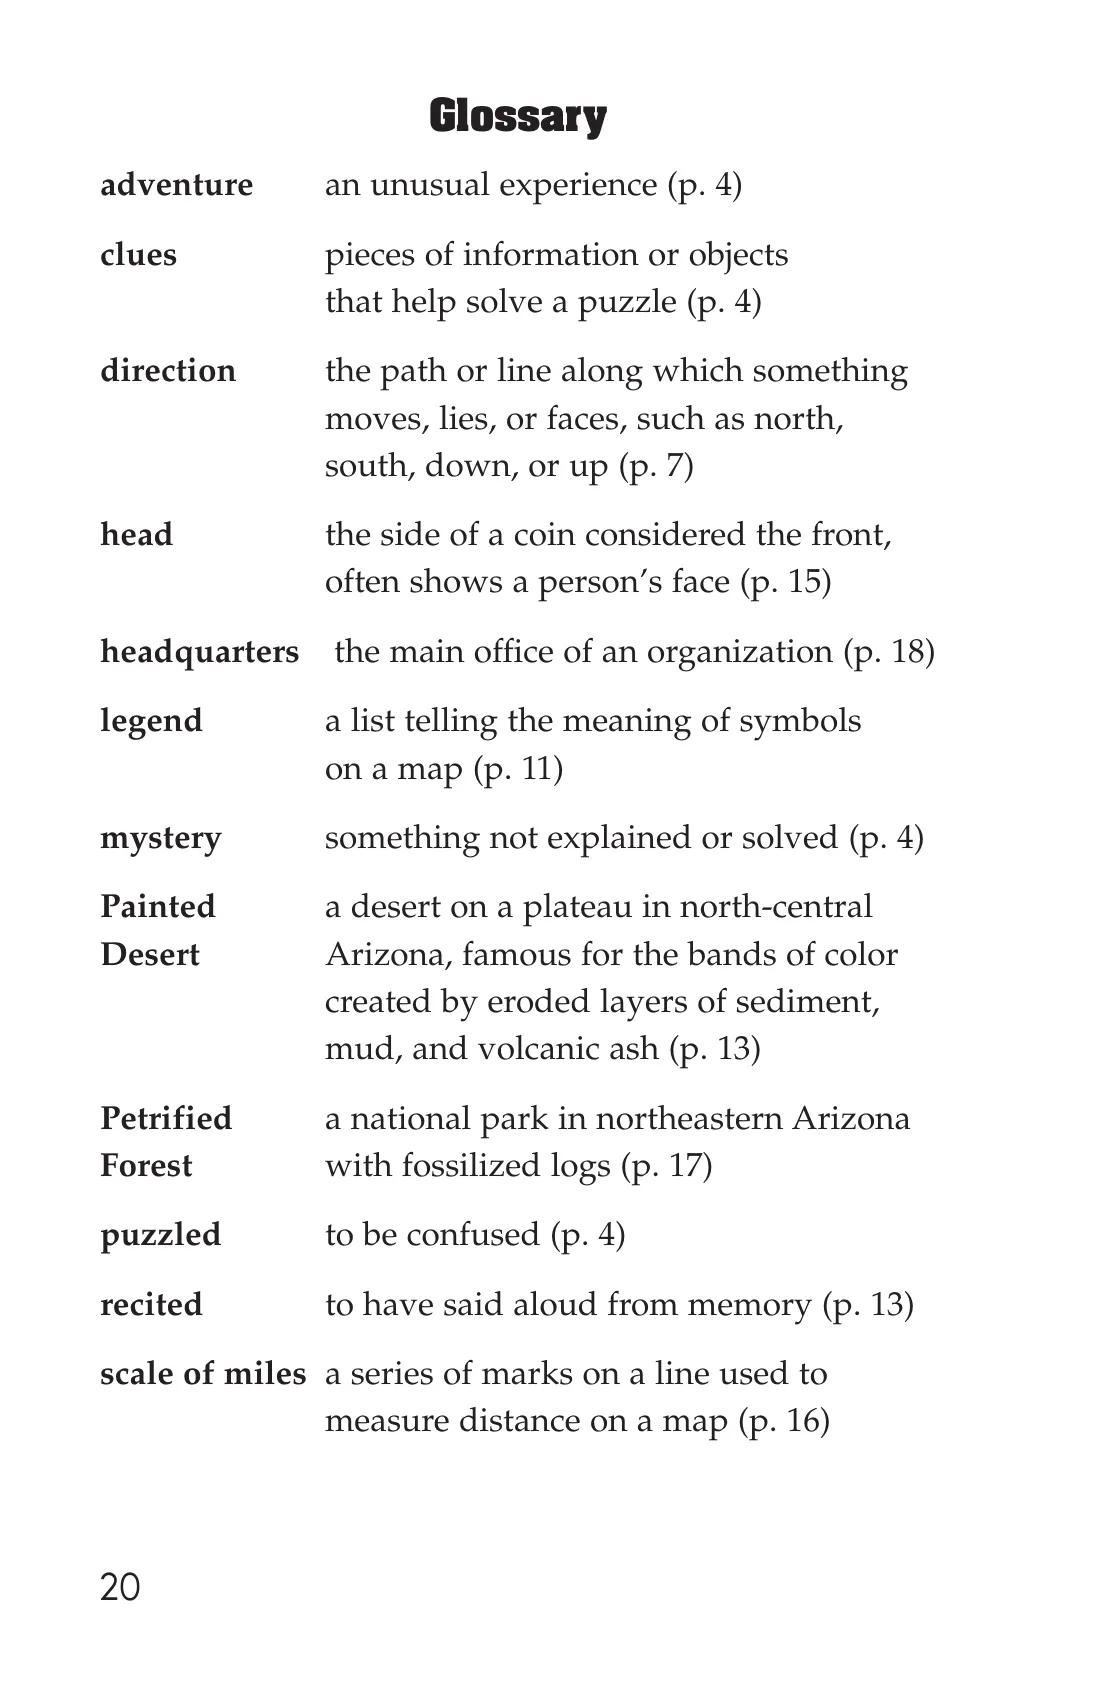 Glossary
adventure an unusual experience (p. 4)
clues pieces of information or objects
that help solve a puzzle (p. 4)
direction the path or line along which something
moves, lies, or faces, such as north,
south, down, or up (p. 7)
head the side of a coin considered the front,
often shows a person’s face (p. 15)
headquarters the main office of an organization (p. 18)
legend a list telling the meaning of symbols
on a map (p. 11)
mystery something not explained or solved (p. 4)
Painted a desert on a plateau in north-central
Desert Arizona, famous for the bands of color
created by eroded layers of sediment,
mud, and volcanic ash (p. 13)
Petrified a national park in northeastern Arizona
Forest with fossilized logs (p. 17)
puzzled to be confused (p. 4)
recited to have said aloud from memory (p. 13)
scale of miles a series of marks on a line used to
measure distance on a map (p. 16)
20